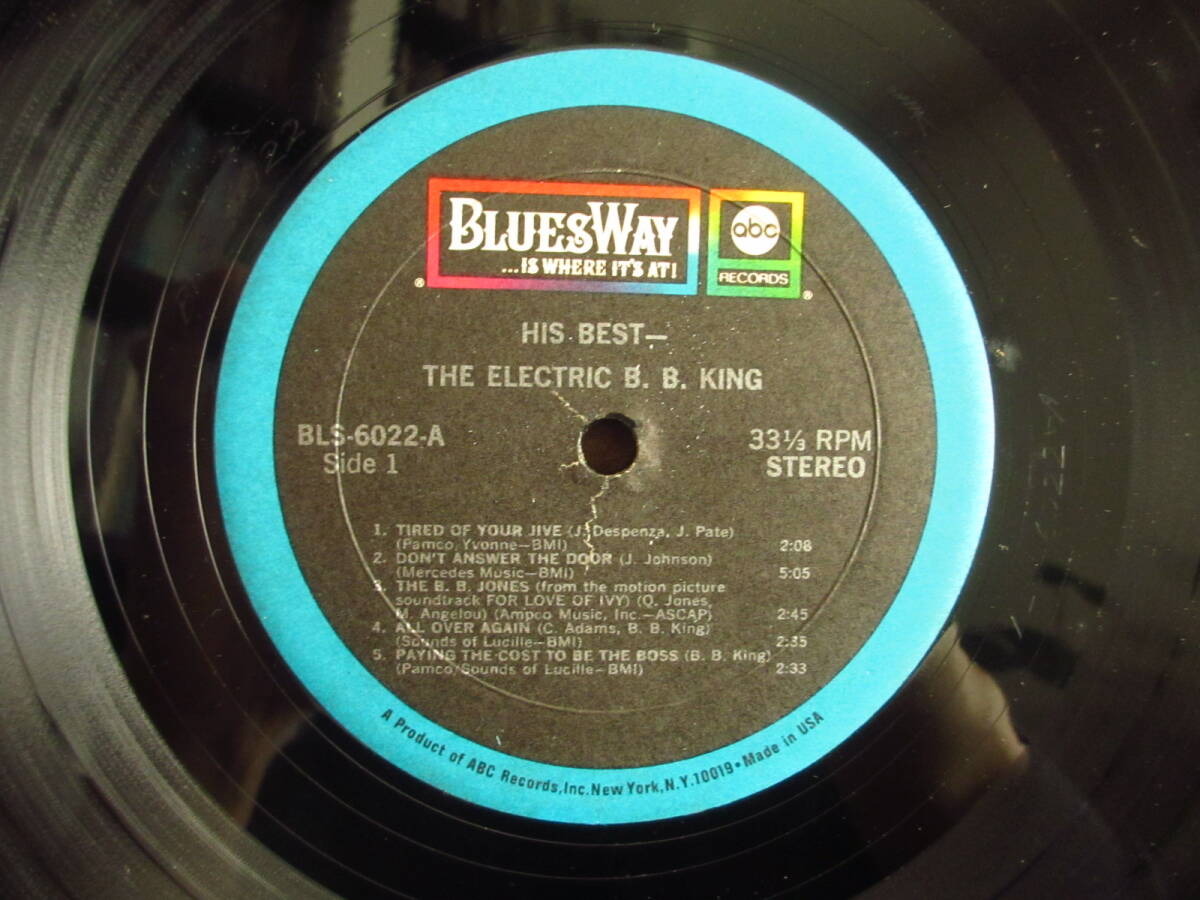 BLUESWAY
...IS WHERE IT'S AT!
®
abc
RECORDS
®
HIS BEST—
THE ELECTRIC B. B. KING
BLS-6022-A
Side 1
33⅓ RPM
STEREO
1. TIRED OF YOUR JIVE (J. Despenza, J. Pate)
(Pamco/Yvonne—BMI) 2:08
2. DON'T ANSWER THE DOOR (J. Johnson)
(Mercedes Music—BMI) 5:05
3. THE B. B. JONES (from the motion picture
soundtrack FOR LOVE OF IVY) (Q. Jones,
M. Angelou) (Ampco Music, Inc.—ASCAP) 2:45
4. ALL OVER AGAIN (C. Adams, B. B. King)
(Sounds of Lucille—BMI) 2:35
5. PAYING THE COST TO BE THE BOSS (B. B. King)
(Pamco/Sounds of Lucille—BMI) 2:33
A Product of ABC Records, Inc. New York, N.Y. 10019 • Made in USA